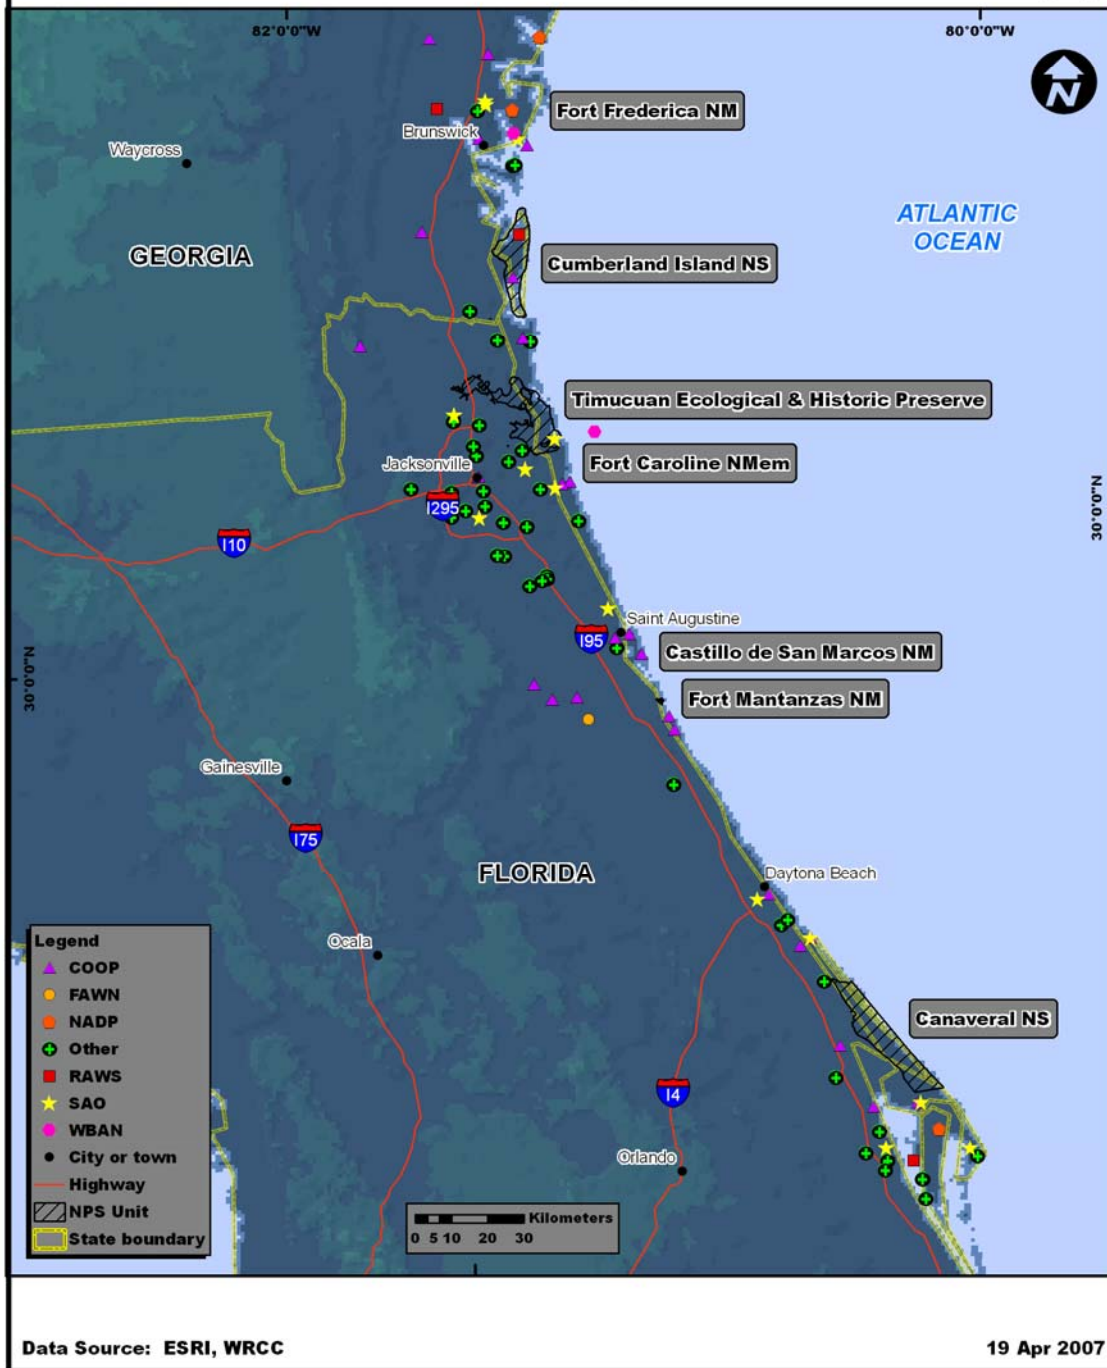 82°0'0"W
80°0'0"W
N
Fort Frederica NM
Brunswick
Waycross
ATLANTIC
OCEAN
GEORGIA
Cumberland Island NS
Timucuan Ecological & Historic Preserve
Fort Caroline NMem
Jacksonville
I295
I10
30°0'0"N
Saint Augustine
I95
Castillo de San Marcos NM
30°0'0"N
Fort Mantanzas NM
Gainesville
I75
FLORIDA
Daytona Beach
Ocala
Legend
COOP
FAWN
NADP
Other
RAWS
SAO
WBAN
City or town
Highway
NPS Unit
State boundary
Canaveral NS
I4
Orlando
Kilometers
0 5 10 20 30
Data Source: ESRI, WRCC
19 Apr 2007